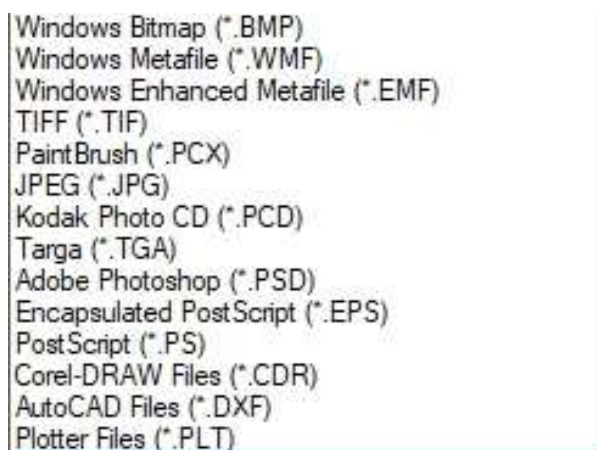 Windows Bitmap (*.BMP)
Windows Metafile (*.WMF)
Windows Enhanced Metafile (*.EMF)
TIFF (*.TIF)
PaintBrush (*.PCX)
JPEG (*.JPG)
Kodak Photo CD (*.PCD)
Targa (*.TGA)
Adobe Photoshop (*.PSD)
Encapsulated PostScript (*.EPS)
PostScript (*.PS)
Corel-DRAW Files (*.CDR)
AutoCAD Files (*.DXF)
Plotter Files (*.PLT)